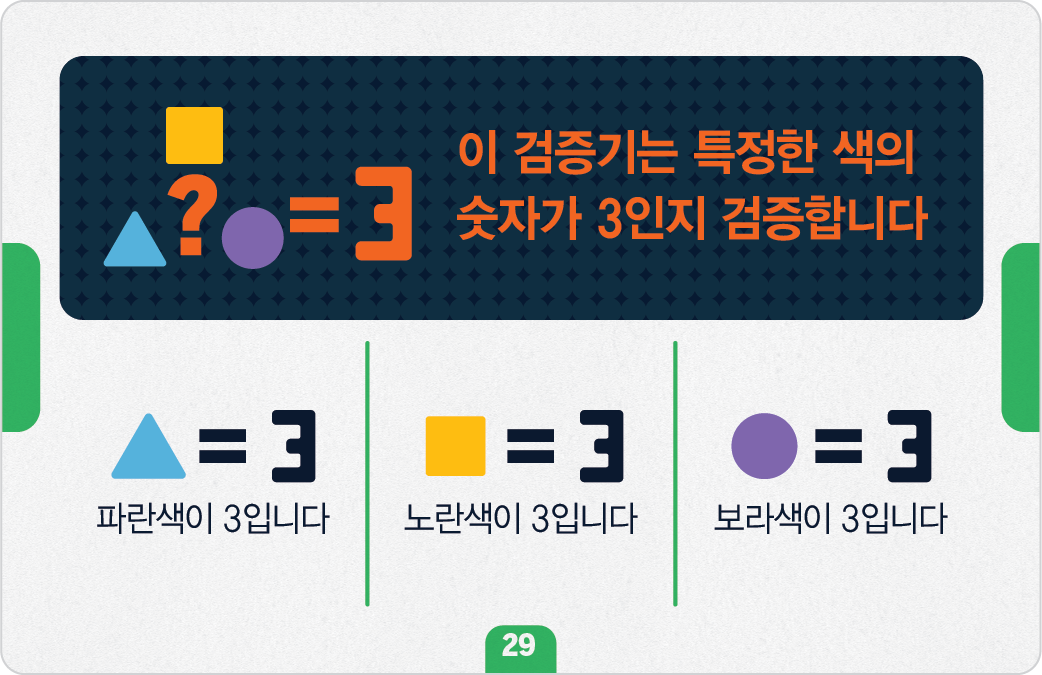 ? = 3
이 검증기는 특정한 색의
숫자가 3인지 검증합니다
= 3
파란색이 3입니다
= 3
노란색이 3입니다
= 3
보라색이 3입니다
29